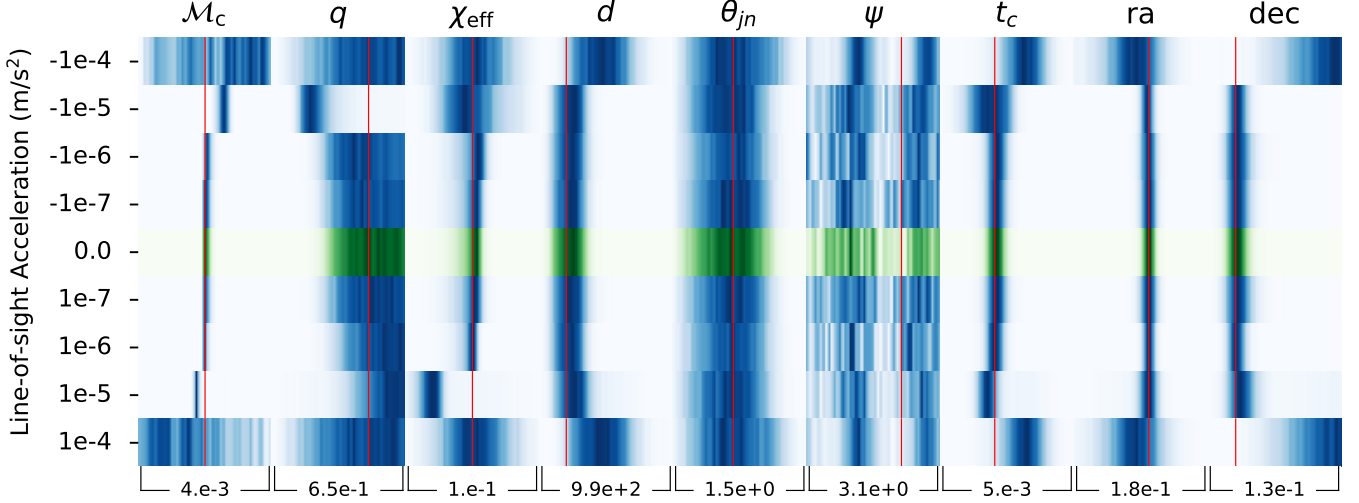 ℳc q χeff d θjn ψ tc ra dec
Line-of-sight Acceleration (m/s²)
-1e-4
-1e-5
-1e-6
-1e-7
0.0
1e-7
1e-6
1e-5
1e-4
4.e-3 6.5e-1 1.e-1 9.9e+2 1.5e+0 3.1e+0 5.e-3 1.8e-1 1.3e-1